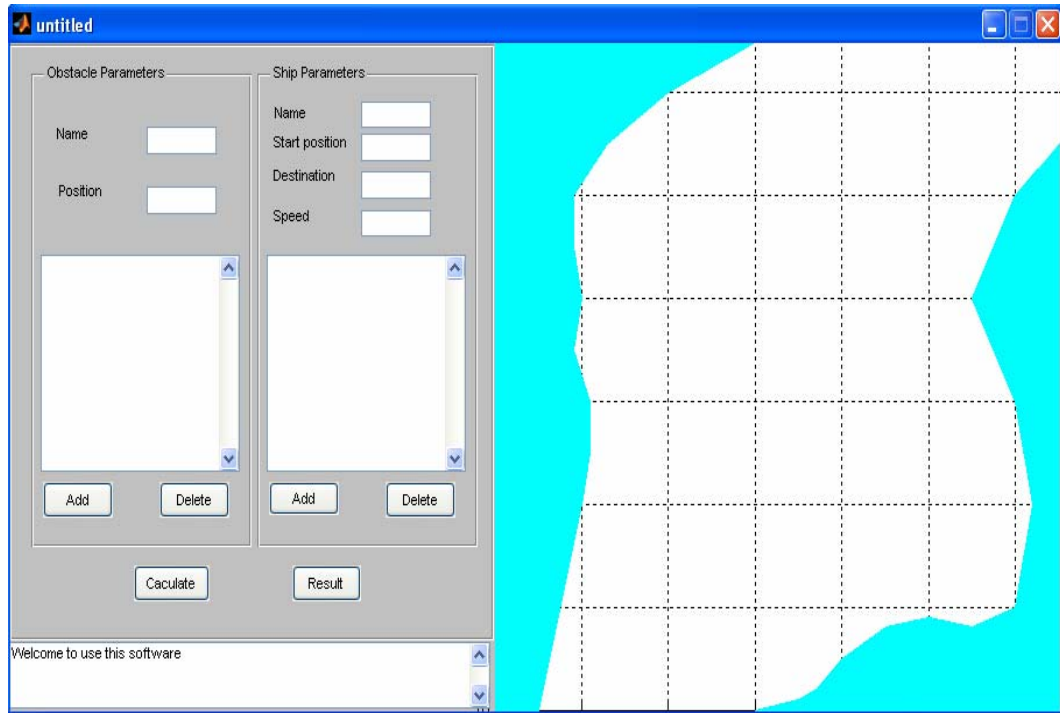 untitled
Obstacle Parameters
Name
Position
Add
Delete
Ship Parameters
Name
Start position
Destination
Speed
Add
Delete
Caculate
Result
Welcome to use this software